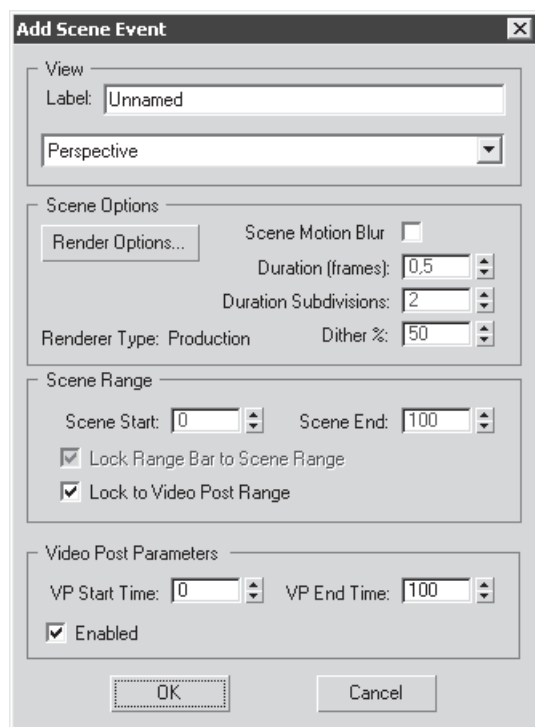 Add Scene Event
View
Label: Unnamed
Perspective
Scene Options
Render Options...
Scene Motion Blur
Duration (frames): 0,5
Duration Subdivisions: 2
Renderer Type: Production Dither %: 50
Scene Range
Scene Start: 0 Scene End: 100
Lock Range Bar to Scene Range
Lock to Video Post Range
Video Post Parameters
VP Start Time: 0 VP End Time: 100
Enabled
OK Cancel